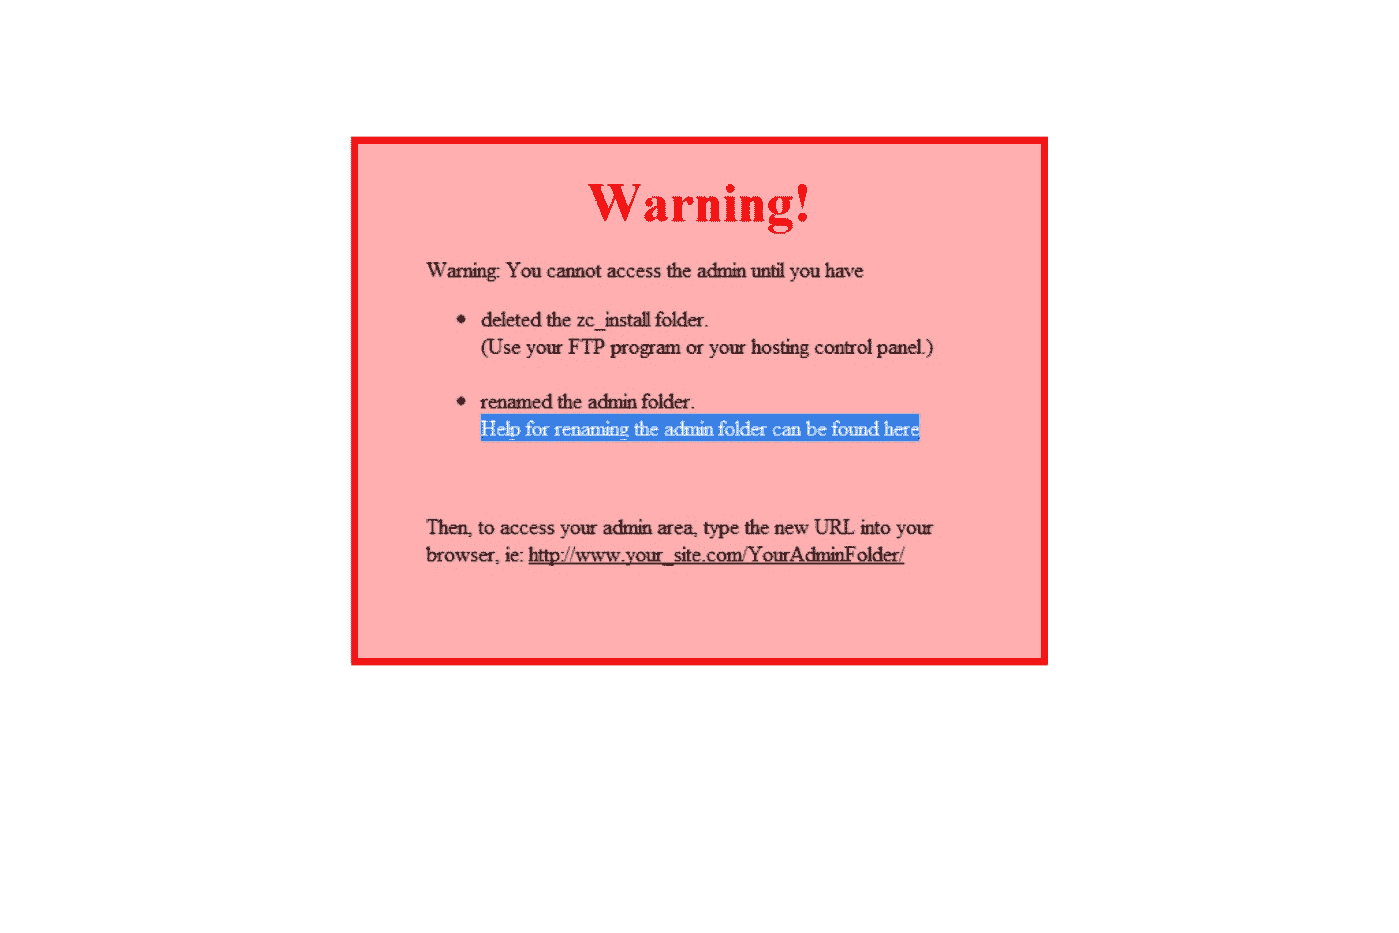 Warning!
Warning: You cannot access the admin until you have
deleted the zc_install folder.
(Use your FTP program or your hosting control panel.)
renamed the admin folder.
Help for renaming the admin folder can be found here
Then, to access your admin area, type the new URL into your
browser, ie: http://www.your_site.com/YourAdminFolder/